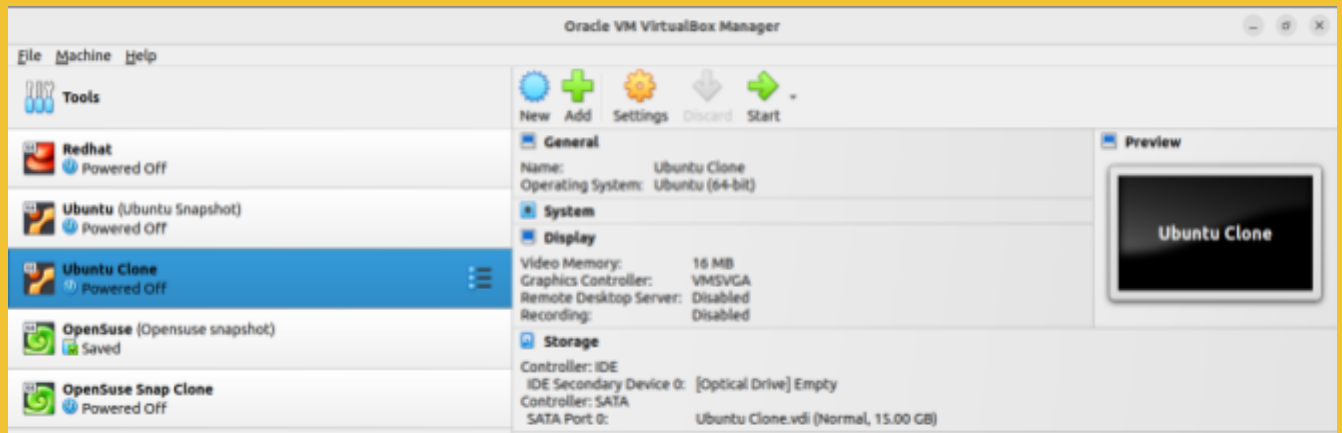 Oracle VM VirtualBox Manager
File Machine Help
Tools
Redhat
Powered Off
Ubuntu (Ubuntu Snapshot)
Powered Off
Ubuntu Clone
Powered Off
OpenSuse (Opensuse snapshot)
Saved
OpenSuse Snap Clone
Powered Off
New Add Settings Discard Start
General
Name: Ubuntu Clone
Operating System: Ubuntu (64-bit)
System
Display
Video Memory: 16 MB
Graphics Controller: VMSVGA
Remote Desktop Server: Disabled
Recording: Disabled
Storage
Controller: IDE
IDE Secondary Device 0: [Optical Drive] Empty
Controller: SATA
SATA Port 0: Ubuntu Clone.vdi (Normal, 15.00 GB)
Preview
Ubuntu Clone